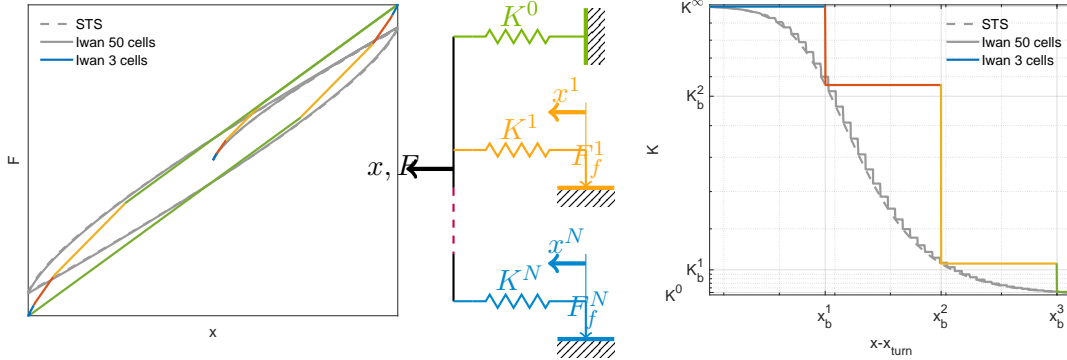 STS
Iwan 50 cells
Iwan 3 cells
F
x
K^0
x^1
K^1
F_f^1
x, F
x^N
K^N
F_f^N
K^∞
STS
Iwan 50 cells
Iwan 3 cells
K_b^2
K
K_b^1
K^0
x_b^1
x_b^2
x_b^3
x-x_turn